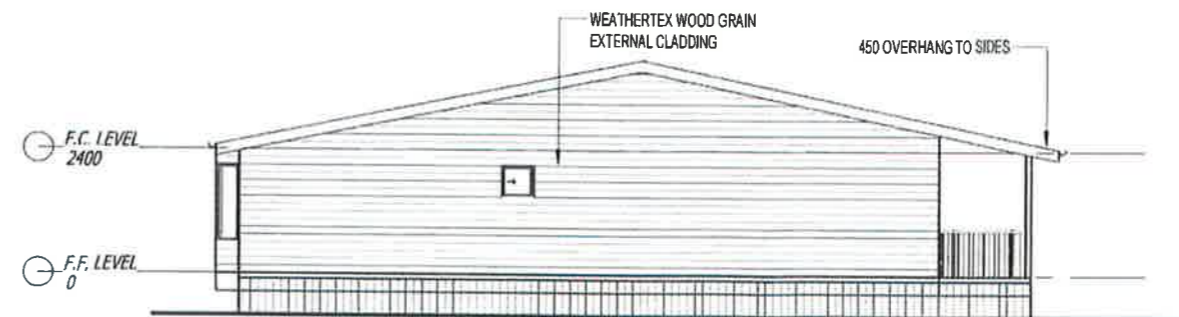 WEATHERTEX WOOD GRAIN
EXTERNAL CLADDING
450 OVERHANG TO SIDES
F.C. LEVEL
2400
F.F. LEVEL
0